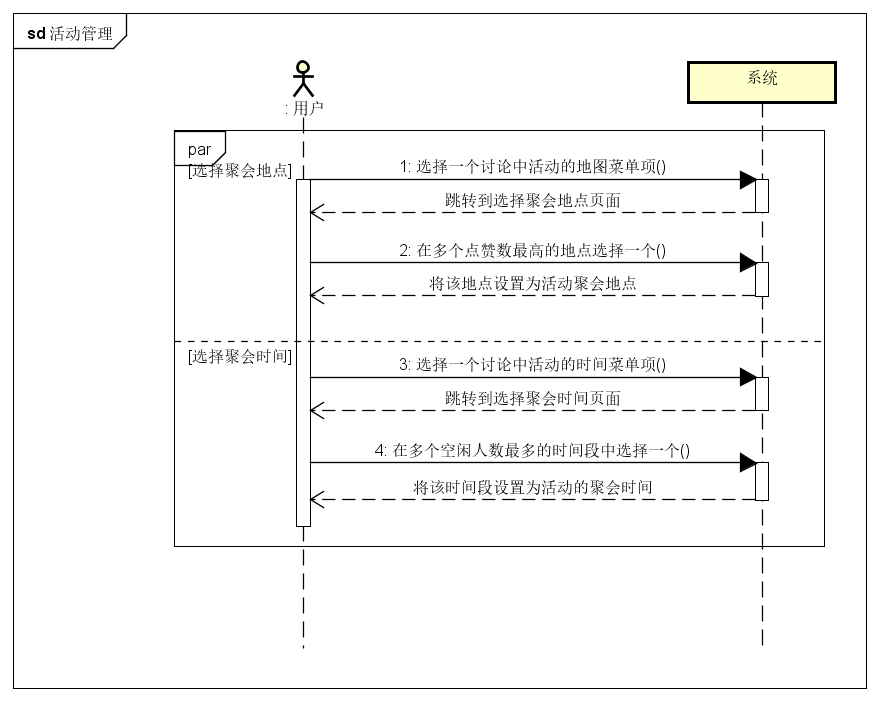 sd 活动管理
: 用户
系统
par
[选择聚会地点]
1: 选择一个讨论中活动的地图菜单项()
跳转到选择聚会地点页面
2: 在多个点赞数最高的地点选择一个()
将该地点设置为活动聚会地点
[选择聚会时间]
3: 选择一个讨论中活动的时间菜单项()
跳转到选择聚会时间页面
4: 在多个空闲人数最多的时间段中选择一个()
将该时间段设置为活动的聚会时间